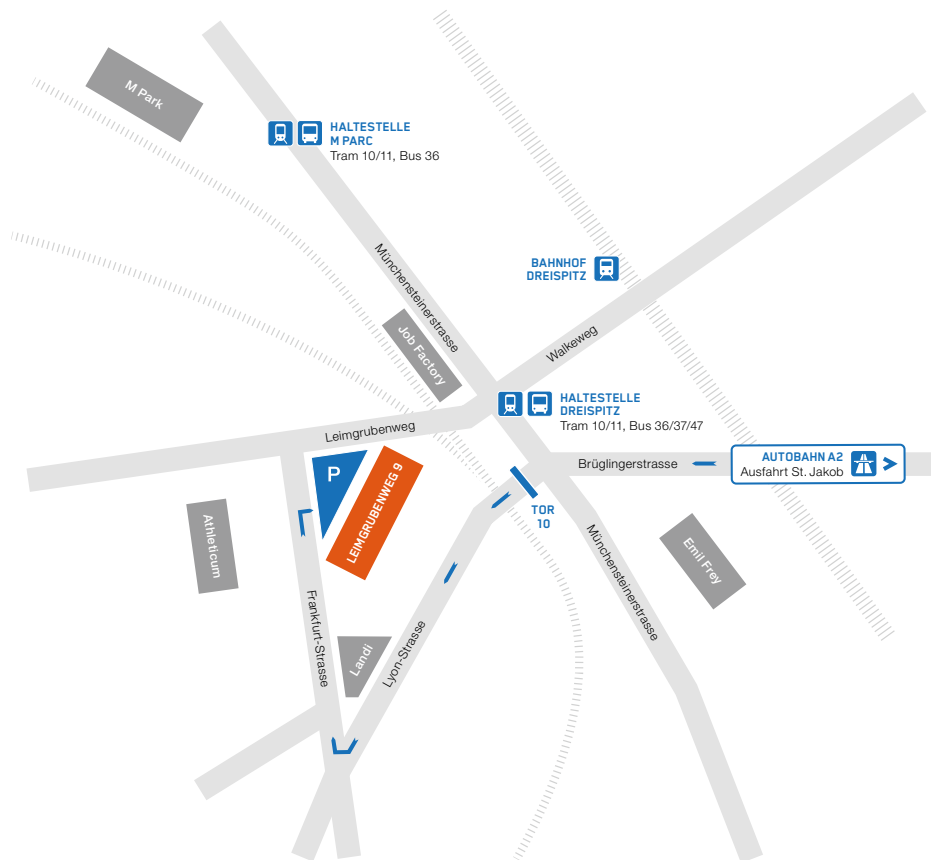 M Park
HALTESTELLE
M PARC
Tram 10/11, Bus 36
Münchensteinerstrasse
BAHNHOF
DREISPITZ
Job Factory
Walkeweg
HALTESTELLE
DREISPITZ
Tram 10/11, Bus 36/37/47
Leimgrubenweg
P
LEIMGRUBENWEG 9
Brüglingerstrasse
AUTOBAHN A2
Ausfahrt St. Jakob
TOR
10
Athleticum
Münchensteinerstrasse
Emil Frey
Frankfurt-Strasse
Landi
Lyon-Strasse